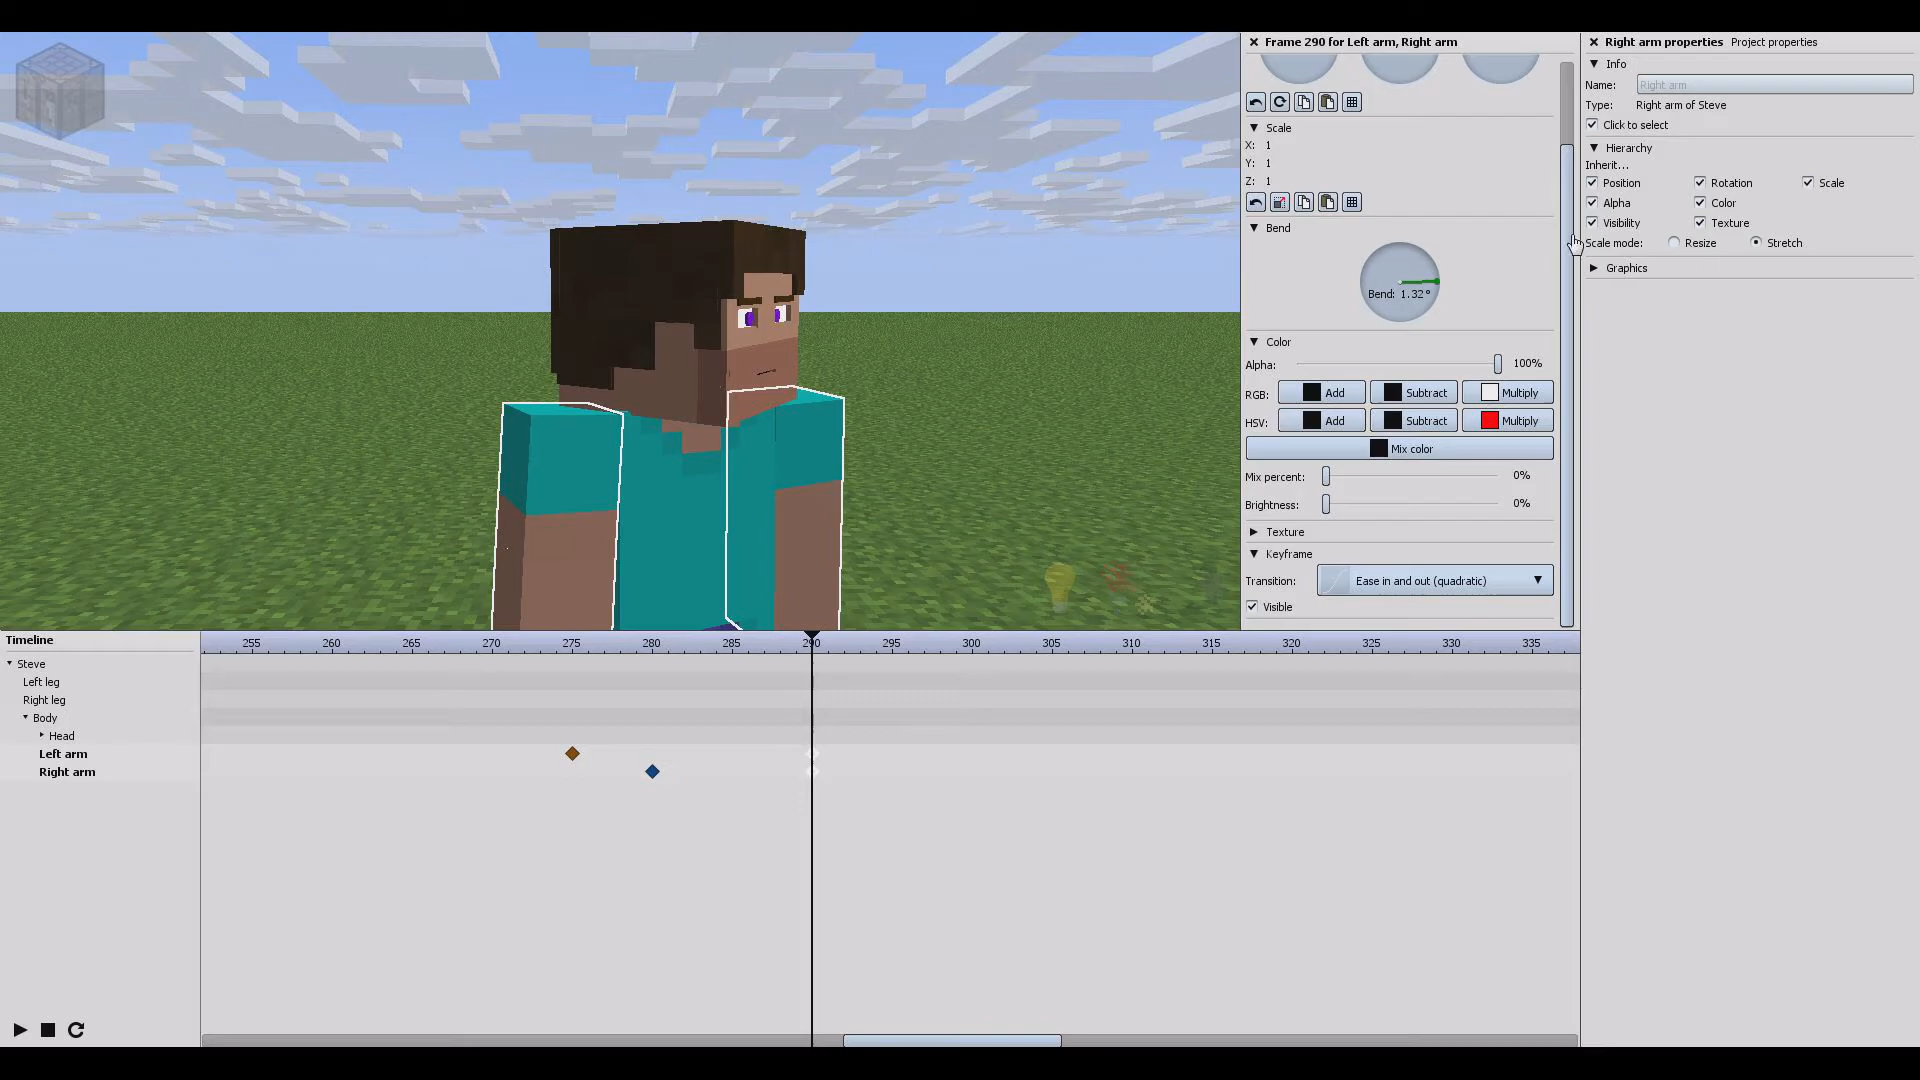 Frame 290 for Left arm, Right arm
Scale
X: 1
Y: 1
Z: 1
Bend
Bend: 1.32°
Color
Alpha: 100%
RGB: Add Subtract Multiply
HSV: Add Subtract Multiply
Mix color
Mix percent: 0%
Brightness: 0%
Texture
Keyframe
Transition: Ease in and out (quadratic)
Visible
Right arm properties Project properties
Info
Name: Right arm
Type: Right arm of Steve
Click to select
Hierarchy
Inherit...
Position Rotation Scale
Alpha Color
Visibility Texture
Scale mode: Resize Stretch
Graphics
Timeline
255 260 265 270 275 280 285 290 295 300 305 310 315 320 325 330 335
Steve
Left leg
Right leg
Body
Head
Left arm
Right arm